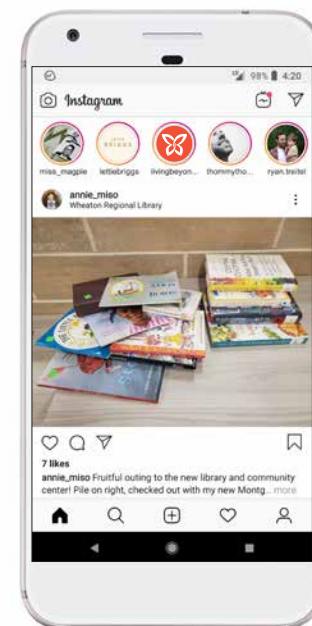 98% 4:20
Instagram
miss_magpie lettiebriggs livingbeyon... thommytho... ryan.treitel
annie_miso
Wheaton Regional Library
7 likes
annie_miso Fruitful outing to the new library and community
center! Pile on right, checked out with my new Montg... more